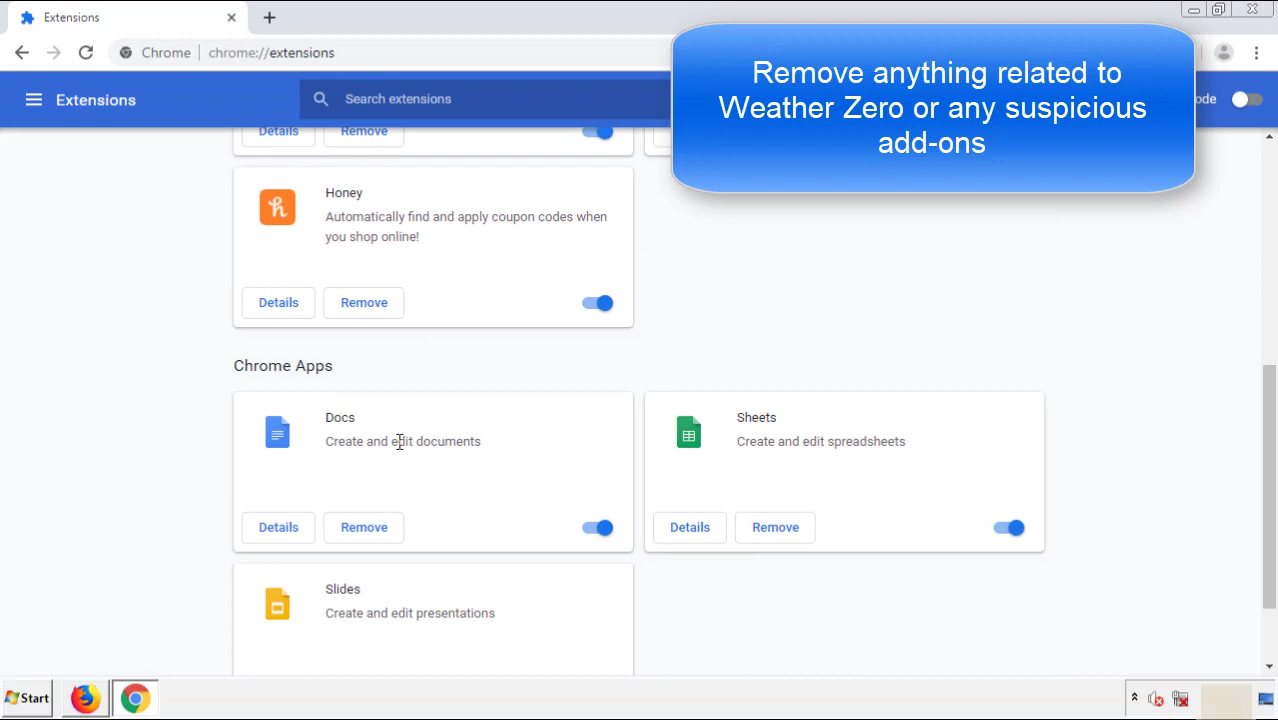 Extensions
Chrome
chrome://extensions
Remove anything related to
Weather Zero or any suspicious
add-ons
Extensions
Search extensions
ode
Details
Remove
Honey
Automatically find and apply coupon codes when
you shop online!
Details
Remove
Chrome Apps
Docs
Create and edit documents
Details
Remove
Sheets
Create and edit spreadsheets
Details
Remove
Slides
Create and edit presentations
Start